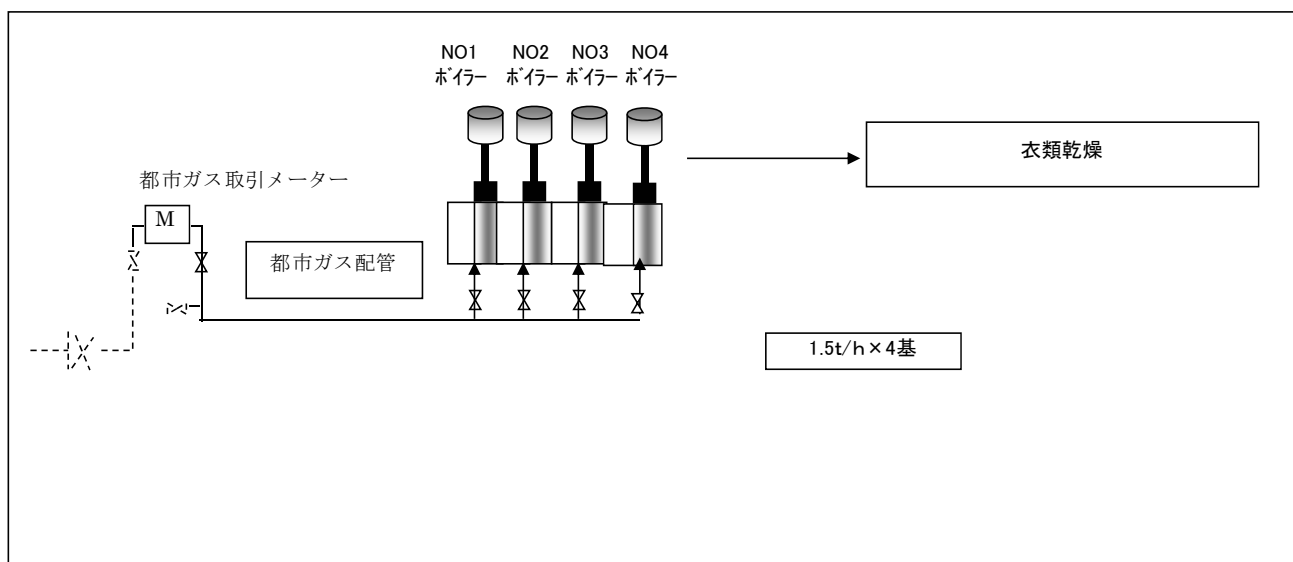 NO1 NO2 NO3 NO4
ﾎﾞｲﾗｰ ﾎﾞｲﾗｰ ﾎﾞｲﾗｰ ﾎﾞｲﾗｰ
衣類乾燥
都市ガス取引メーター
M
都市ガス配管
1.5t/h×4基